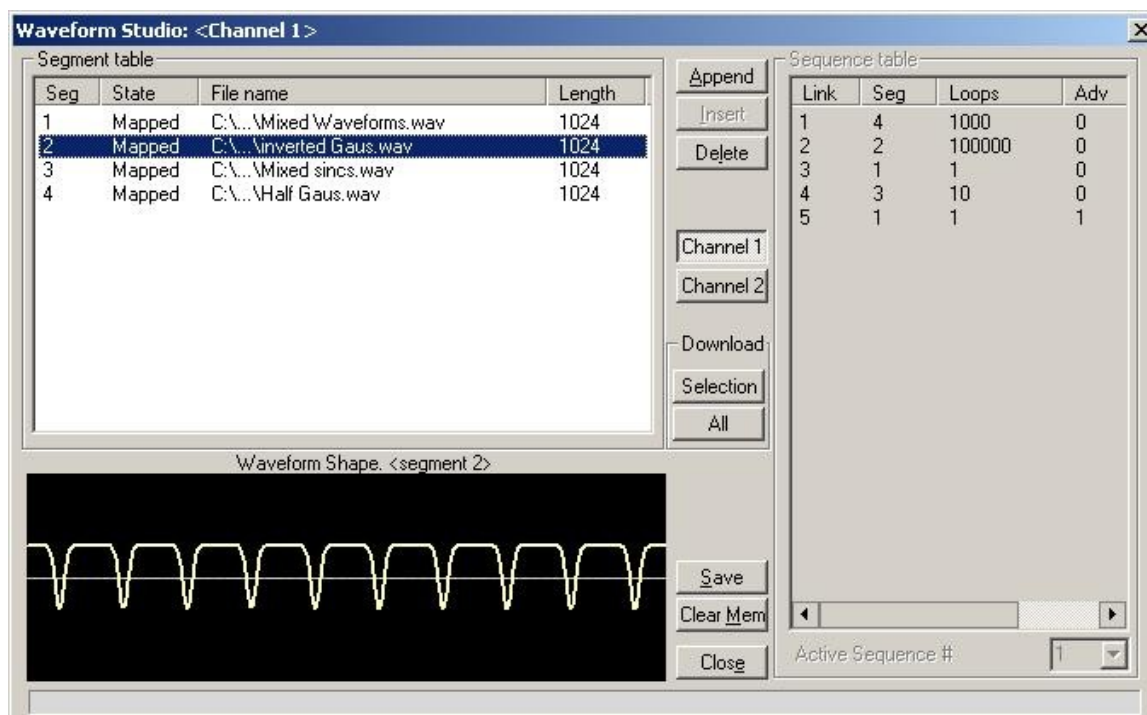 Waveform Studio: <Channel 1>
Segment table
Seg State File name Length
1 Mapped C:\...\Mixed Waveforms.wav 1024
2 Mapped C:\...\inverted Gaus.wav 1024
3 Mapped C:\...\Mixed sincs.wav 1024
4 Mapped C:\...\Half Gaus.wav 1024
Append
Insert
Delete
Channel 1
Channel 2
Download
Selection
All
Sequence table
Link Seg Loops Adv
1 4 1000 0
2 2 100000 0
3 1 1 0
4 3 10 0
5 1 1 1
Waveform Shape. <segment 2>
Save
Clear Mem
Close
Active Sequence # 1